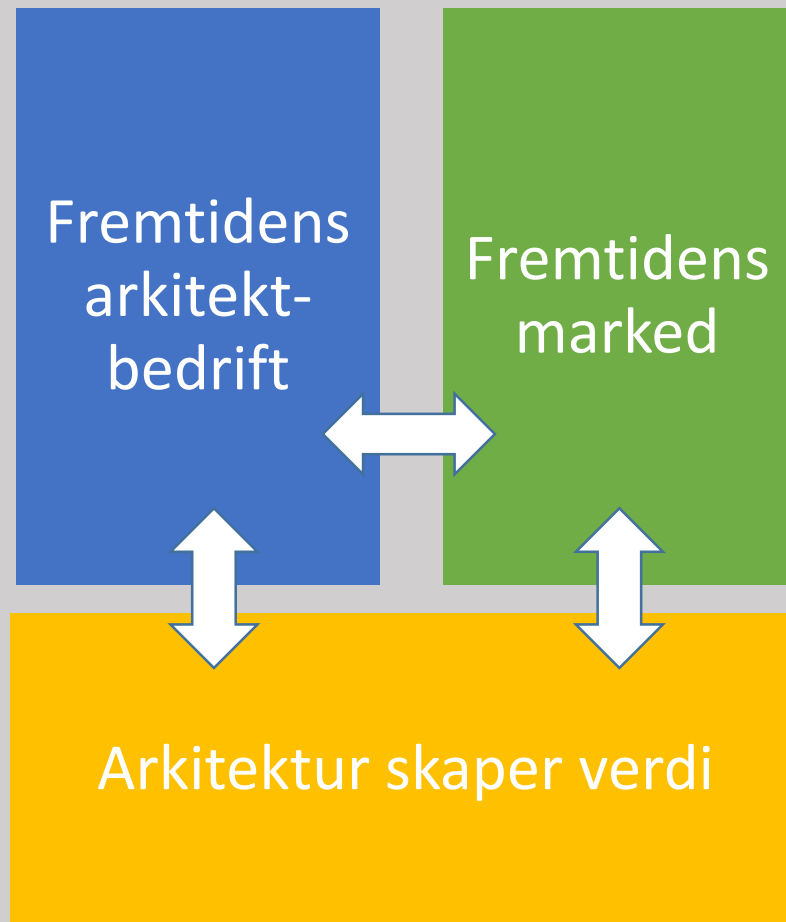 Fremtidens
arkitekt-
bedrift
Fremtidens
marked
Arkitektur skaper verdi